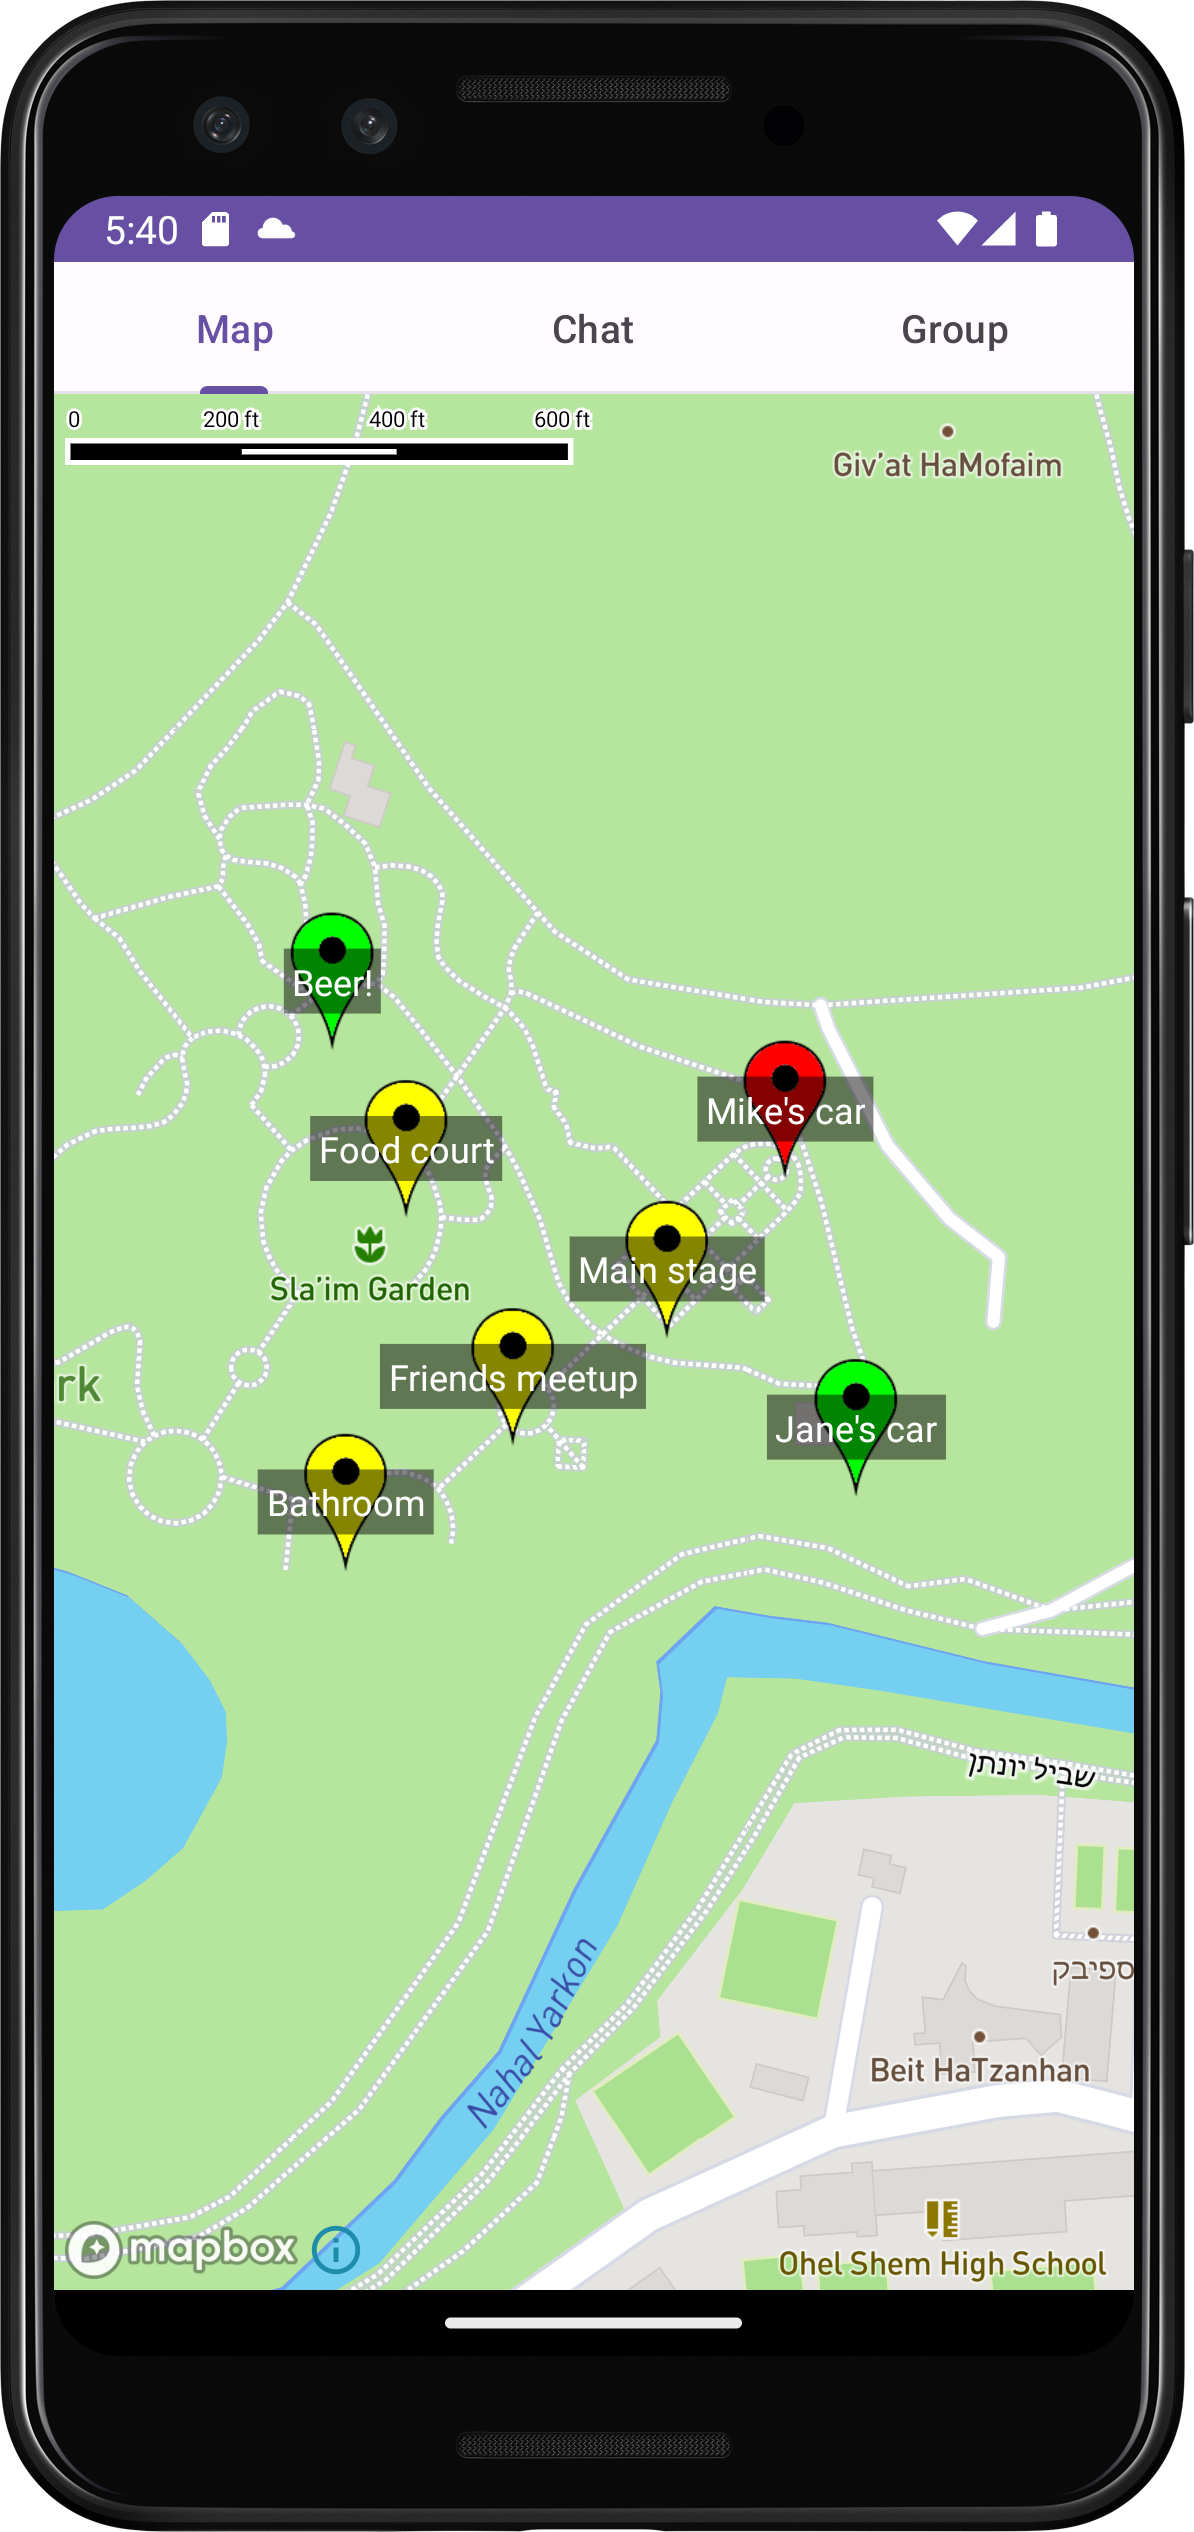 5:40
Map
Chat
Group
0 200 ft 400 ft 600 ft
Giv'at HaMofaim
Beer!
Mike's car
Food court
Main stage
Sla'im Garden
Friends meetup
rk
Jane's car
Bathroom
שביל יונתן
Nahal Yarkon
ספיבק
Beit HaTzanhan
mapbox
Ohel Shem High School